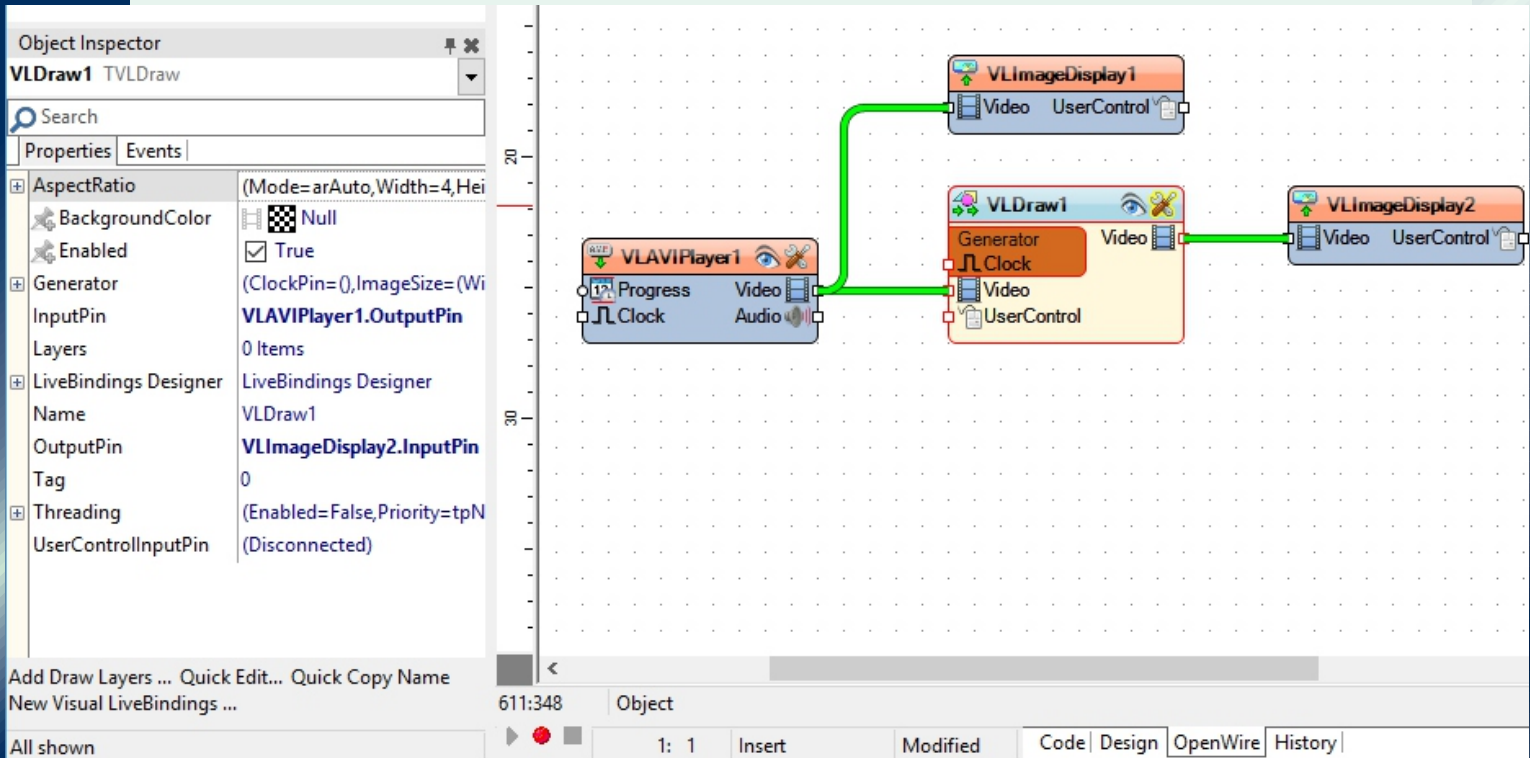 Object Inspector
VLDraw1 TVLDraw
Search
Properties Events
AspectRatio (Mode=arAuto,Width=4,Hei
BackgroundColor Null
Enabled True
Generator (ClockPin=(),ImageSize=(Wi
InputPin VLAVIPlayer1.OutputPin
Layers 0 Items
LiveBindings Designer LiveBindings Designer
Name VLDraw1
OutputPin VLImageDisplay2.InputPin
Tag 0
Threading (Enabled=False,Priority=tpN
UserControlInputPin (Disconnected)
Add Draw Layers ... Quick Edit... Quick Copy Name
New Visual LiveBindings ...
All shown
20
30
VLImageDisplay1
Video UserControl
VLDraw1
Generator Video
Clock
Video
UserControl
VLImageDisplay2
Video UserControl
AVI
VLAVIPlayer1
12 Progress Video
Clock Audio
611:348 Object
1: 1 Insert Modified Code Design OpenWire History